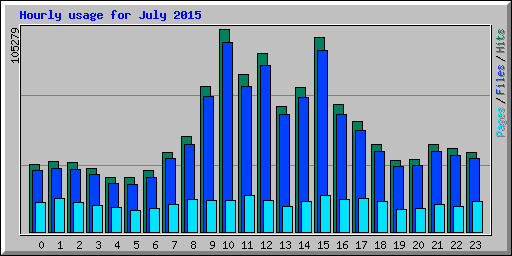 Hourly usage for July 2015
105279
Pages / Files / Hits
0 1 2 3 4 5 6 7 8 9 10 11 12 13 14 15 16 17 18 19 20 21 22 23